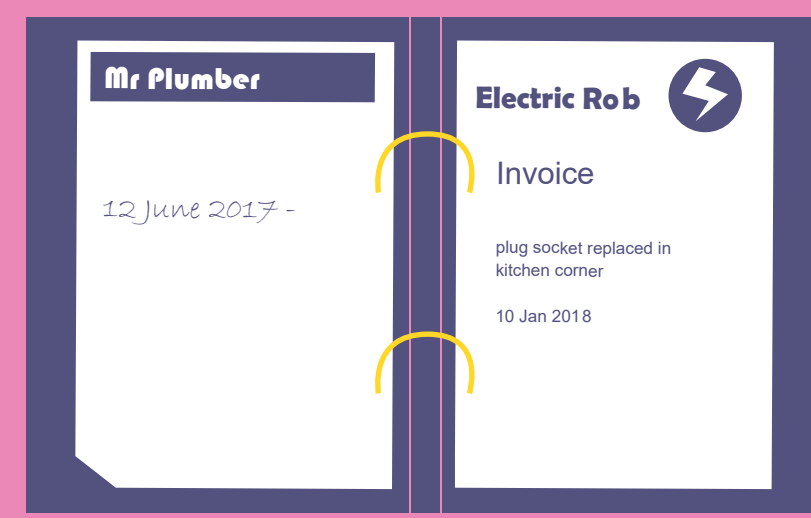 Mr Plumber
12 June 2017 -
Electric Rob
Invoice
plug socket replaced in
kitchen corner
10 Jan 2018